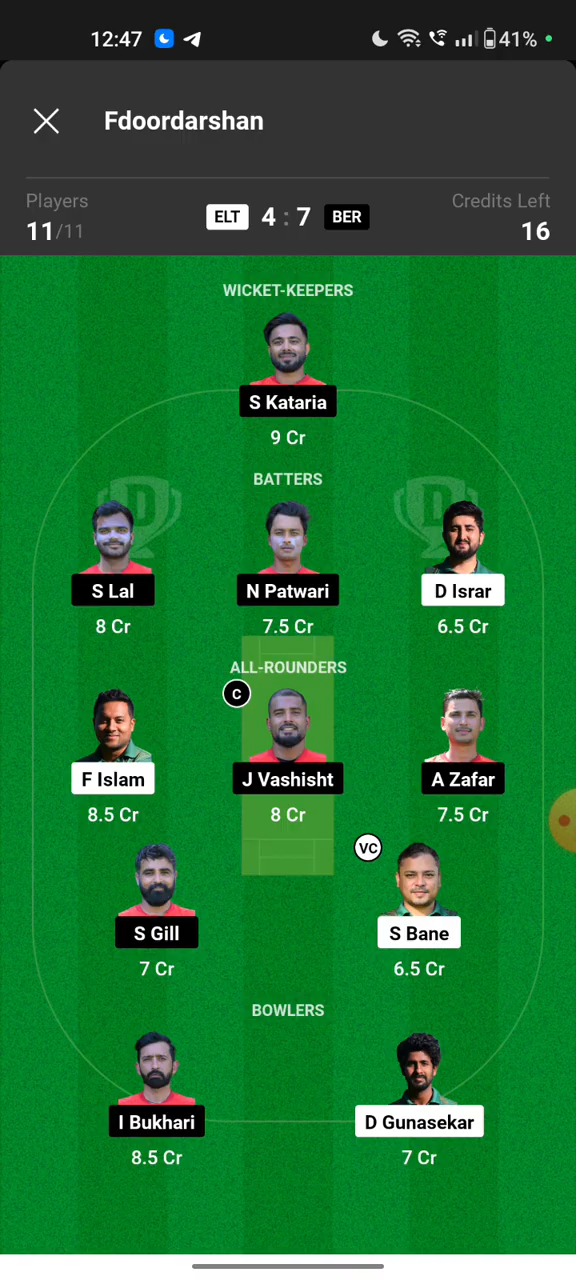 12:47
41%
Fdoordarshan
Players
Credits Left
11/11
ELT 4 : 7 BER
16
WICKET-KEEPERS
S Kataria
9 Cr
BATTERS
S Lal
N Patwari
D Israr
8 Cr
7.5 Cr
6.5 Cr
ALL-ROUNDERS
C
F Islam
J Vashisht
A Zafar
8.5 Cr
8 Cr
7.5 Cr
VC
S Gill
S Bane
7 Cr
6.5 Cr
BOWLERS
I Bukhari
D Gunasekar
8.5 Cr
7 Cr